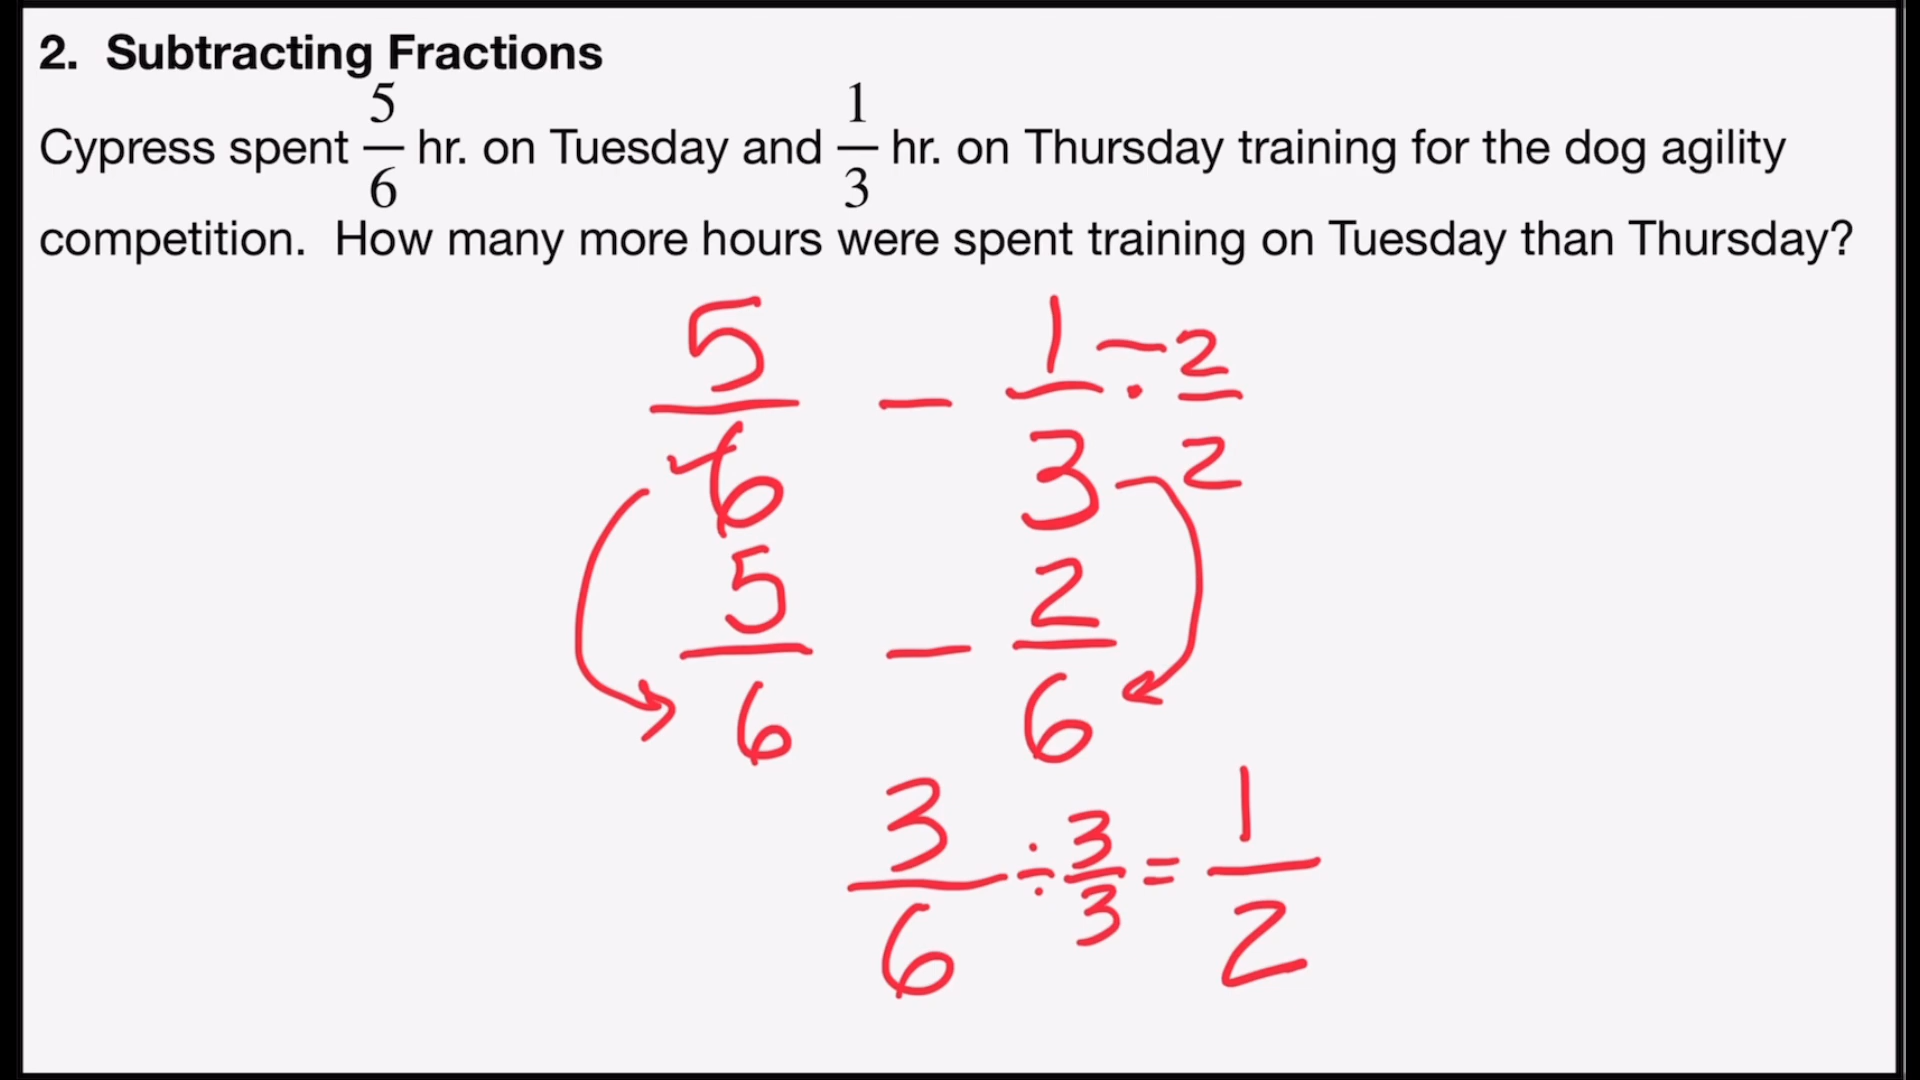 2. Subtracting Fractions
Cypress spent 5/6 hr. on Tuesday and 1/3 hr. on Thursday training for the dog agility
competition. How many more hours were spent training on Tuesday than Thursday?
5/6 - 1/3 · 2/2
5/6 - 2/6
3/6 ÷ 3/3 = 1/2